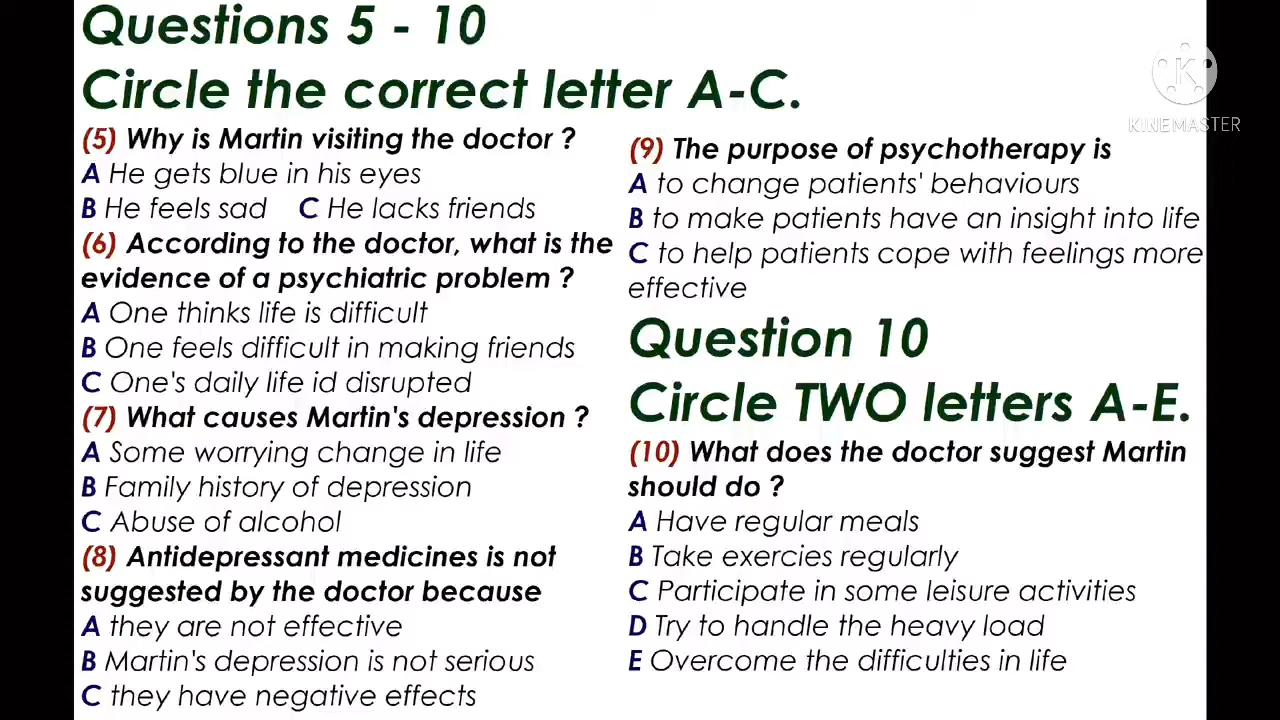 Questions 5 - 10
Circle the correct letter A-C.
(5) Why is Martin visiting the doctor ?
A He gets blue in his eyes
B He feels sad C He lacks friends
(6) According to the doctor, what is the
evidence of a psychiatric problem ?
A One thinks life is difficult
B One feels difficult in making friends
C One's daily life id disrupted
(7) What causes Martin's depression ?
A Some worrying change in life
B Family history of depression
C Abuse of alcohol
(8) Antidepressant medicines is not
suggested by the doctor because
A they are not effective
B Martin's depression is not serious
C they have negative effects
(9) The purpose of psychotherapy is
A to change patients' behaviours
B to make patients have an insight into life
C to help patients cope with feelings more
effective
Question 10
Circle TWO letters A-E.
(10) What does the doctor suggest Martin
should do ?
A Have regular meals
B Take exercies regularly
C Participate in some leisure activities
D Try to handle the heavy load
E Overcome the difficulties in life
K
KINEMASTER